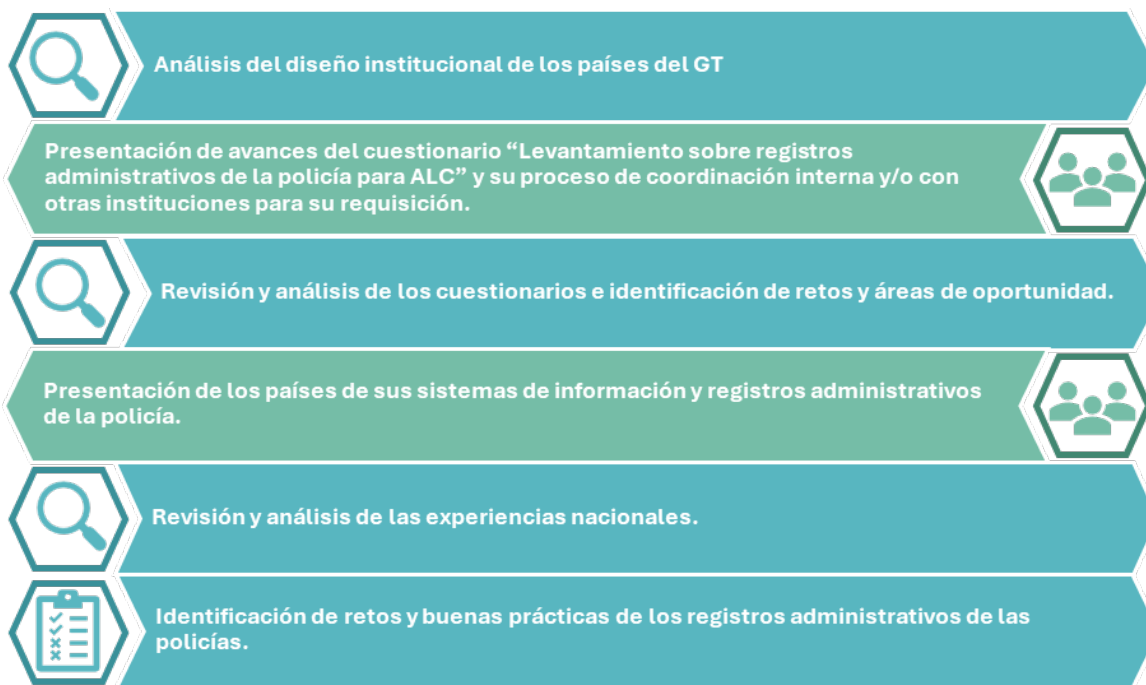 Análisis del diseño institucional de los países del GT
Presentación de avances del cuestionario “Levantamiento sobre registros
administrativos de la policía para ALC” y su proceso de coordinación interna y/o con
otras instituciones para su requisición.
Revisión y análisis de los cuestionarios e identificación de retos y áreas de oportunidad.
Presentación de los países de sus sistemas de información y registros administrativos
de la policía.
Revisión y análisis de las experiencias nacionales.
Identificación de retos y buenas prácticas de los registros administrativos de las
policías.